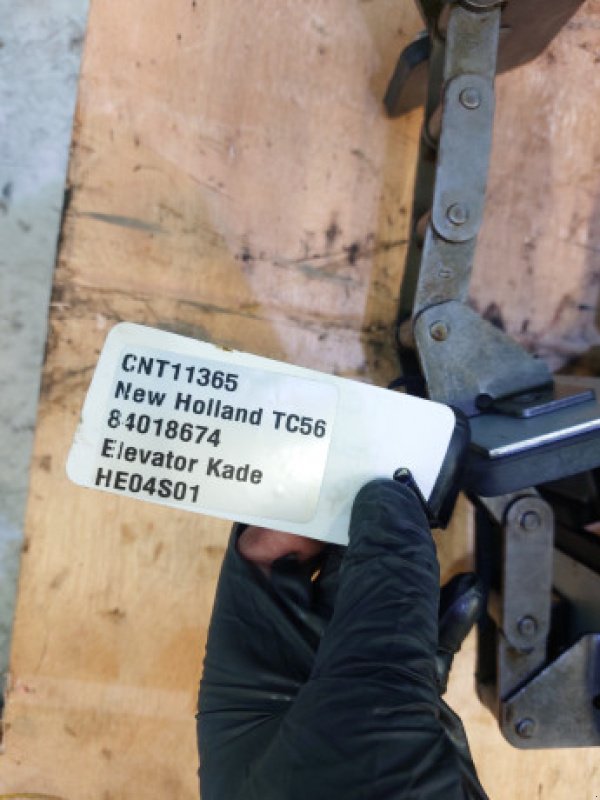 CNT11365
New Holland TC56
84018674
Elevator Kade
HE04S01